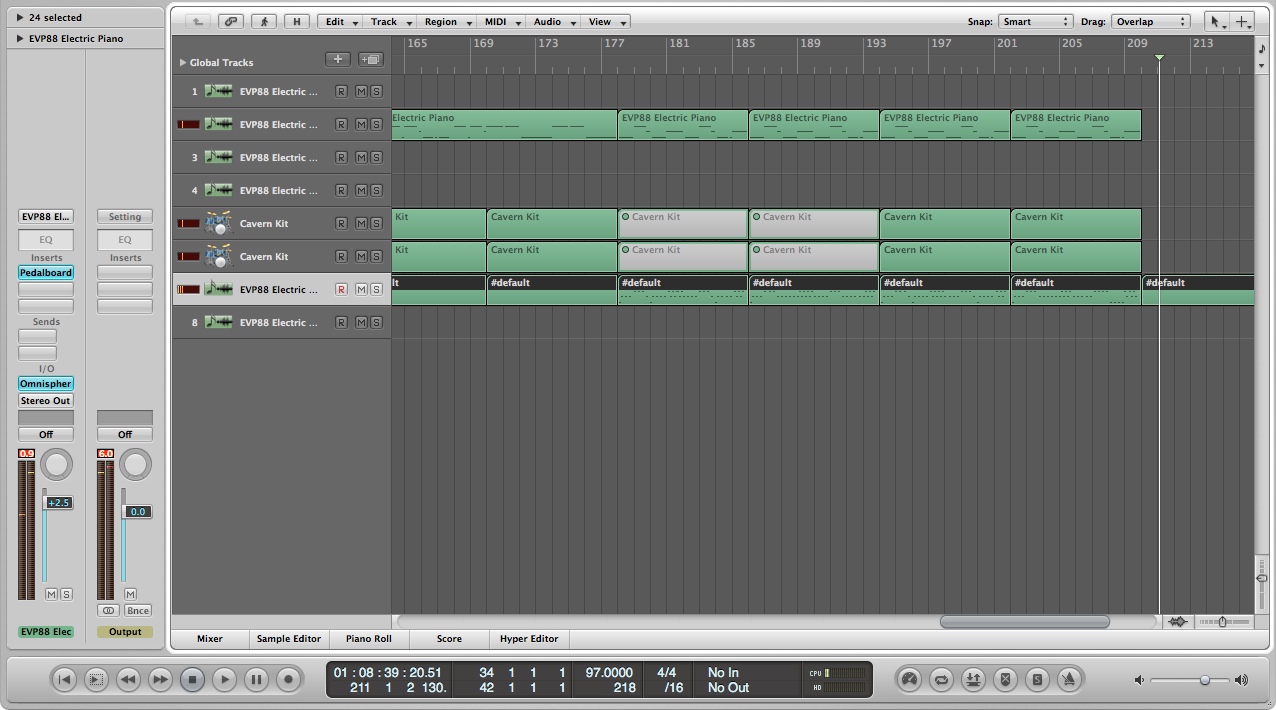 24 selected
EVP88 Electric Piano
H Edit Track Region MIDI Audio View Snap: Smart Drag: Overlap
165 169 173 177 181 185 189 193 197 201 205 209 213
Global Tracks
1 EVP88 Electric ... R M S
EVP88 Electric ... R M S Electric Piano EVP88 Electric Piano EVP88 Electric Piano EVP88 Electric Piano EVP88 Electric Piano
3 EVP88 Electric ... R M S
4 EVP88 Electric ... R M S
Cavern Kit R M S Kit Cavern Kit Cavern Kit Cavern Kit Cavern Kit Cavern Kit
Cavern Kit R M S Kit Cavern Kit Cavern Kit Cavern Kit Cavern Kit Cavern Kit
EVP88 Electric ... R M S lt #default #default #default #default #default #default
8 EVP88 Electric ... R M S
EVP88 El... Setting
EQ EQ
Inserts Inserts
Pedalboard
Sends
I/O
Omnispher
Stereo Out
Off Off
0.9 6.0
+2.5 0.0
M S M
Bnce
EVP88 Elec Output
Mixer Sample Editor Piano Roll Score Hyper Editor
01 : 08 : 39 : 20.51 34 1 1 1 97.0000 4/4 No In CPU
211 1 2 130. 42 1 1 1 218 /16 No Out HD
S